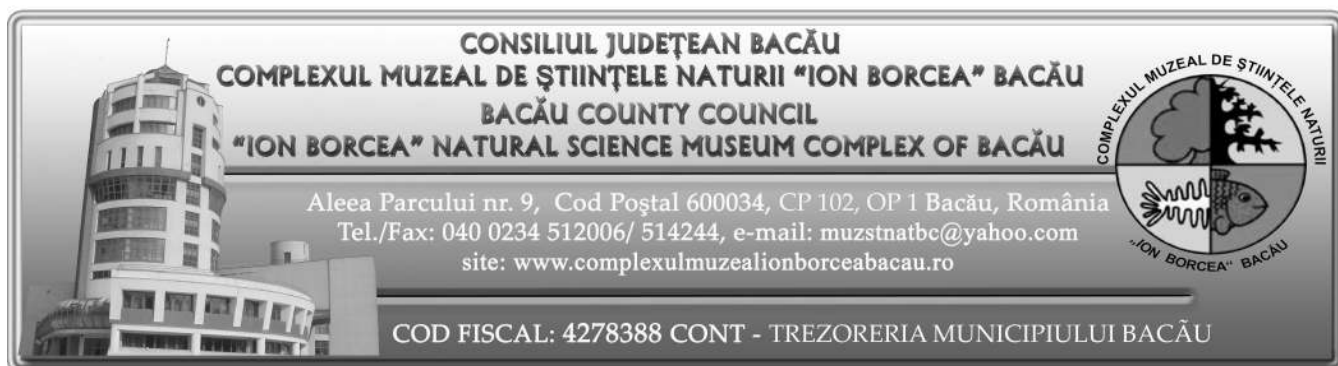 CONSILIUL JUDEȚEAN BACĂU
COMPLEXUL MUZEAL DE ȘTIINȚELE NATURII "ION BORCEA" BACĂU
BACĂU COUNTY COUNCIL
"ION BORCEA" NATURAL SCIENCE MUSEUM COMPLEX OF BACĂU
Aleea Parcului nr. 9, Cod Poştal 600034, CP 102, OP 1 Bacău, România
Tel./Fax: 040 0234 512006/ 514244, e-mail: muzstnatbc@yahoo.com
site: www.complexulmuzealionborceabacau.ro
COD FISCAL: 4278388 CONT - TREZORERIA MUNICIPIULUI BACÃU
COMPLEXUL MUZEAL DE ŞTIINŢELE NATURII
„ION BORCEA“ BACĂU